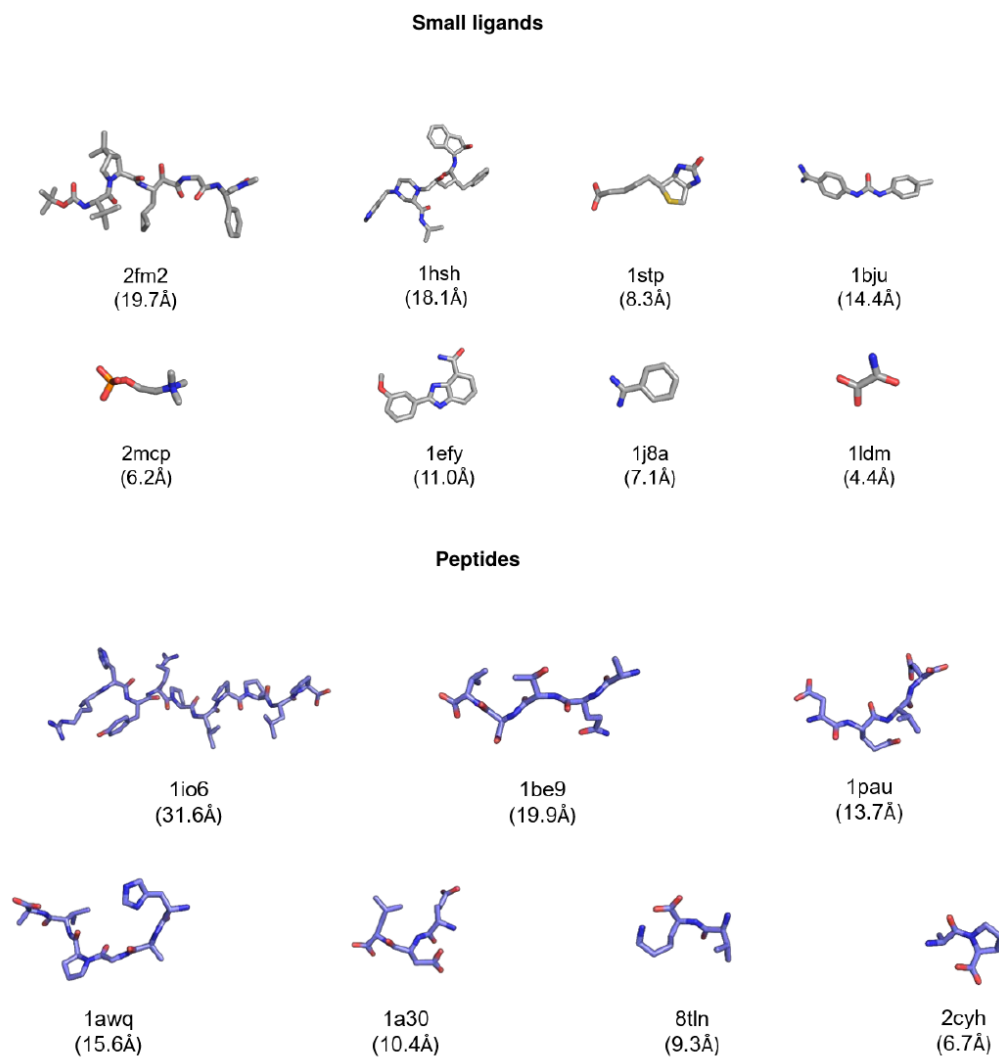 Small ligands
2fm2
(19.7Å)
1hsh
(18.1Å)
1stp
(8.3Å)
1bju
(14.4Å)
2mcp
(6.2Å)
1efy
(11.0Å)
1j8a
(7.1Å)
1ldm
(4.4Å)
Peptides
1io6
(31.6Å)
1be9
(19.9Å)
1pau
(13.7Å)
1awq
(15.6Å)
1a30
(10.4Å)
8tln
(9.3Å)
2cyh
(6.7Å)